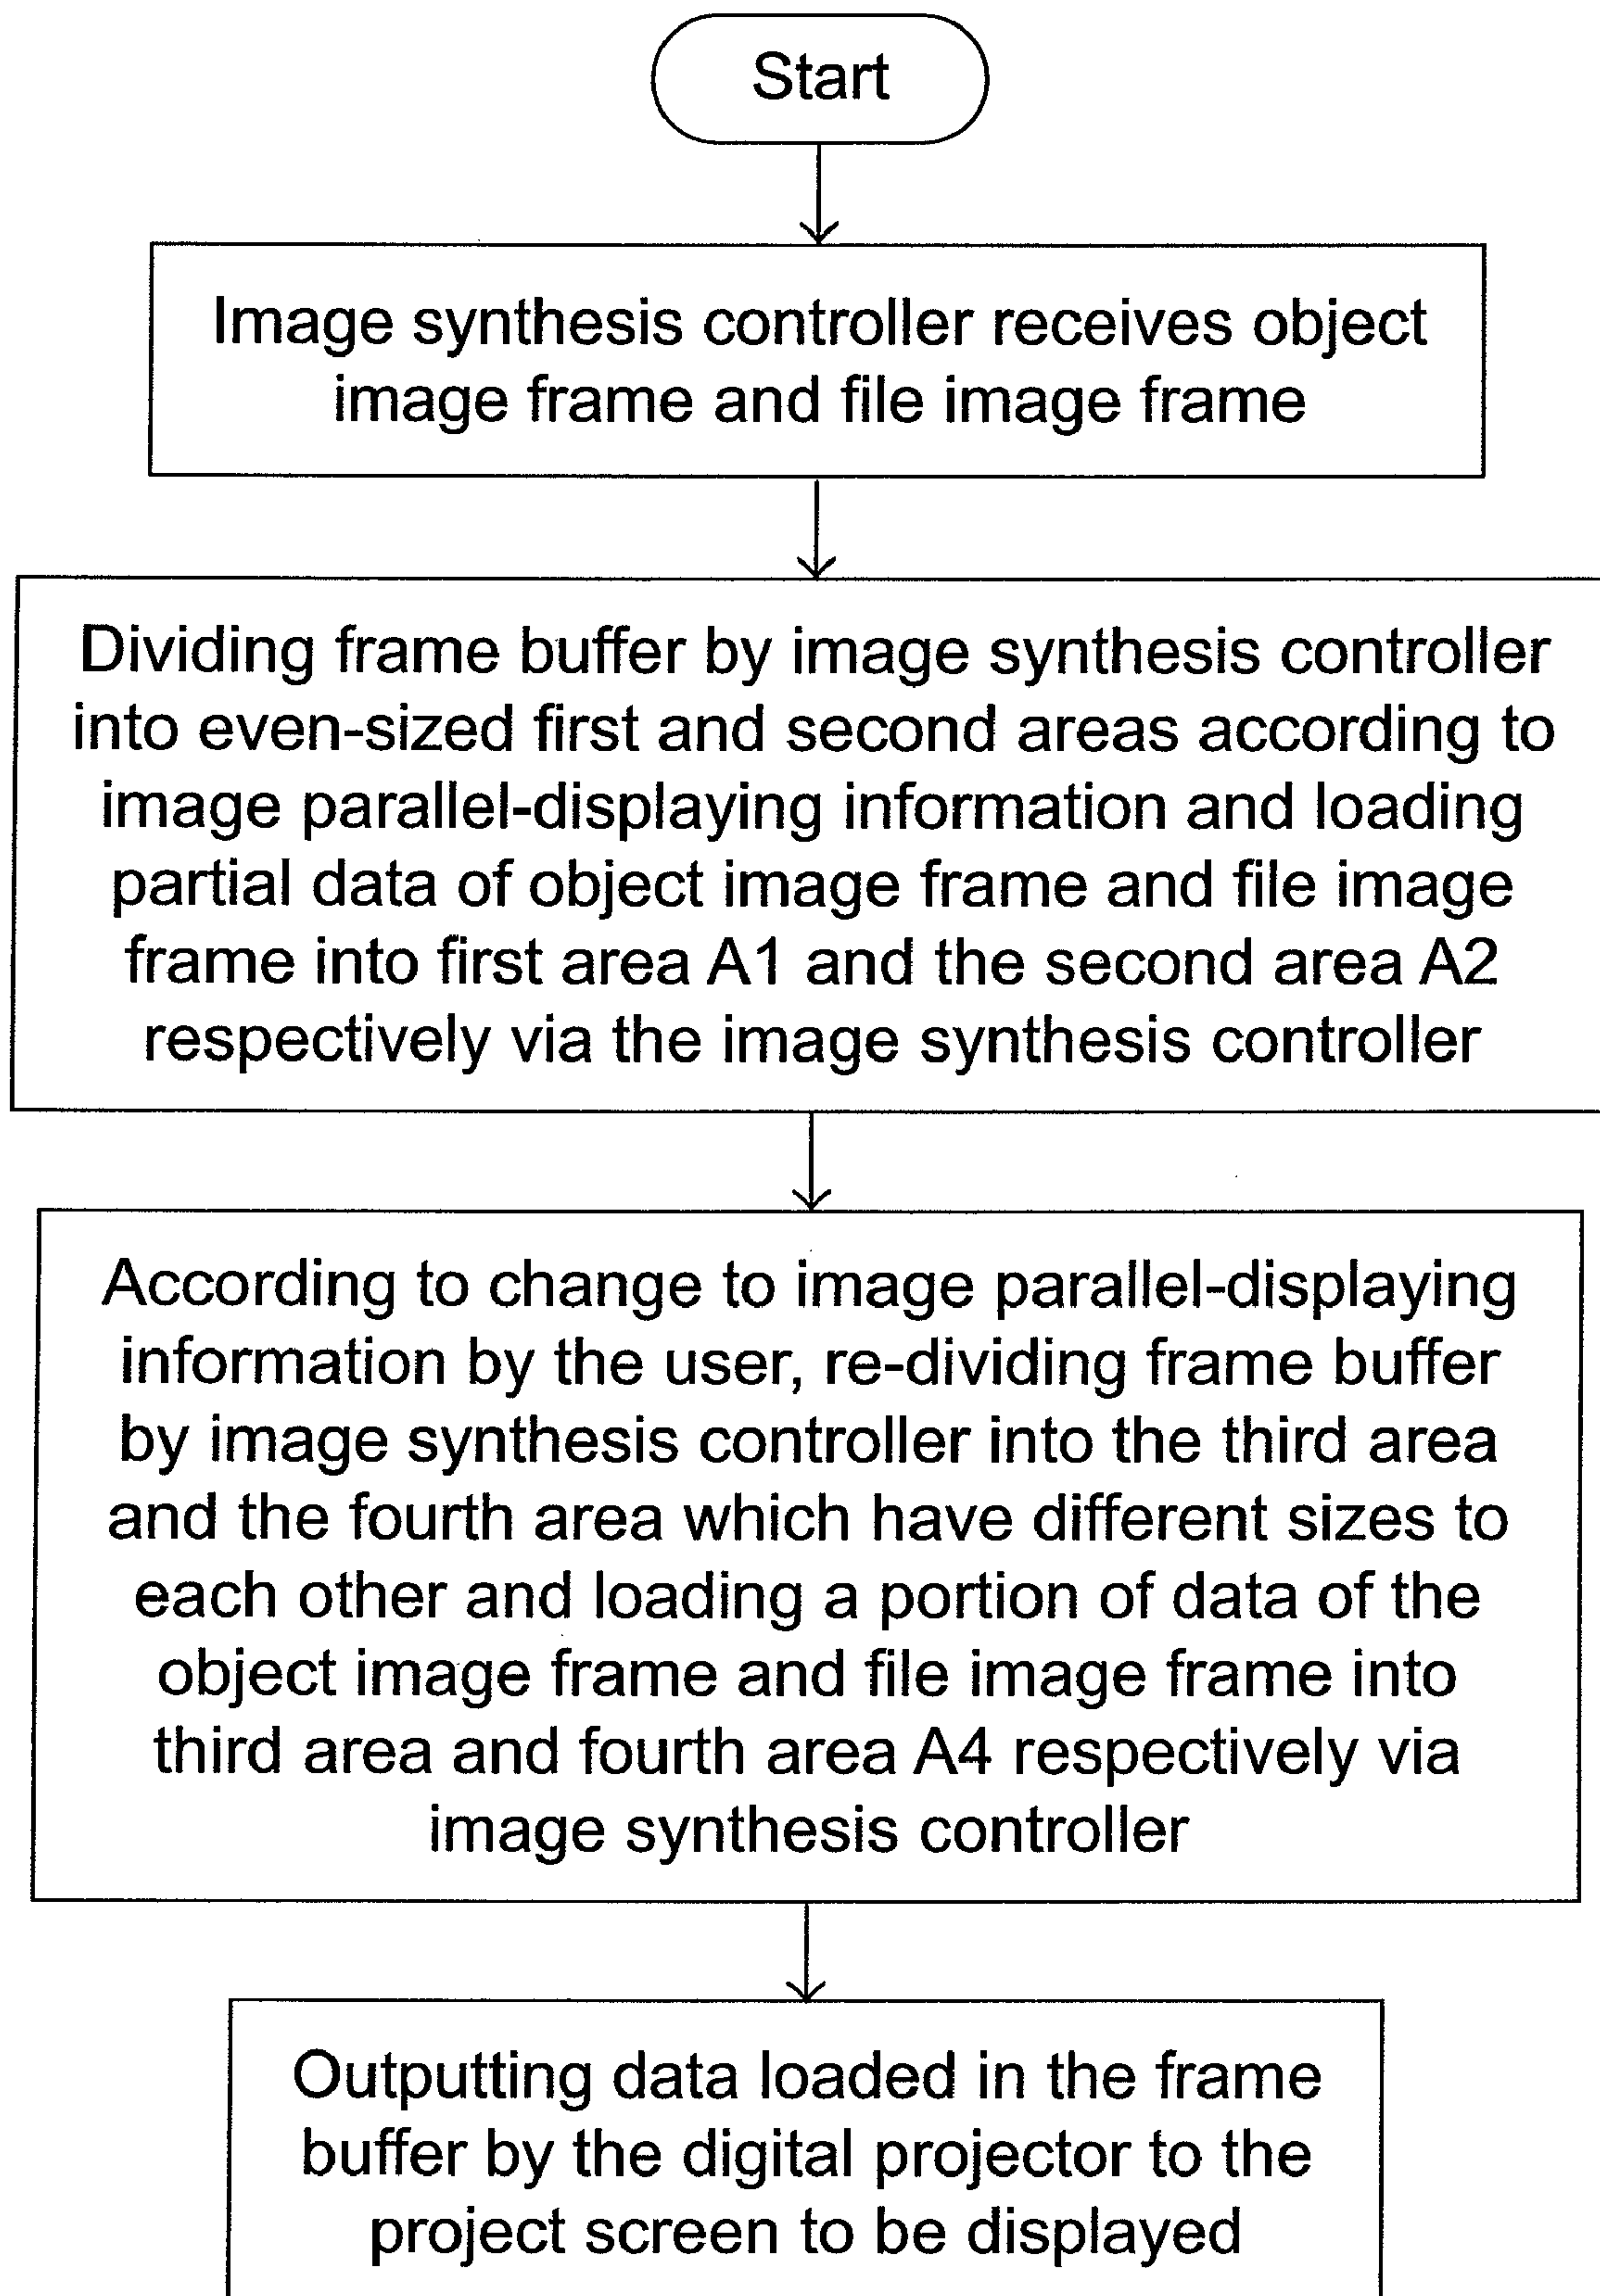 Start
Image synthesis controller receives object
image frame and file image frame
Dividing frame buffer by image synthesis controller
into even-sized first and second areas according to
image parallel-displaying information and loading
partial data of object image frame and file image
frame into first area A1 and the second area A2
respectively via the image synthesis controller
According to change to image parallel-displaying
information by the user, re-dividing frame buffer
by image synthesis controller into the third area
and the fourth area which have different sizes to
each other and loading a portion of data of the
object image frame and file image frame into
third area and fourth area A4 respectively via
image synthesis controller
Outputting data loaded in the frame
buffer by the digital projector to the
project screen to be displayed